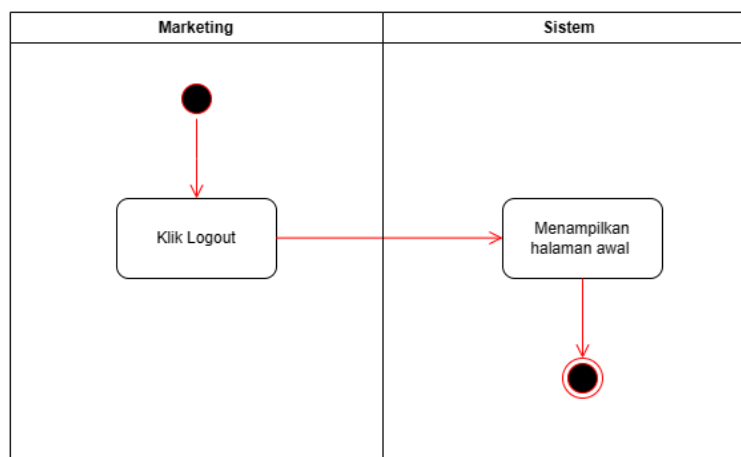 Marketing
Sistem
Klik Logout
Menampilkan
halaman awal